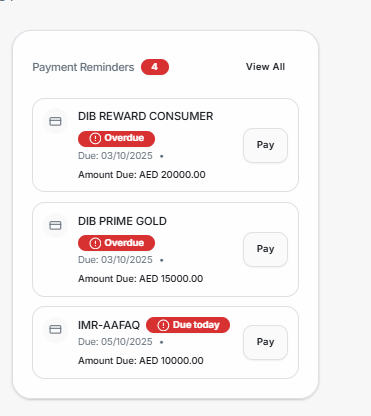 Payment Reminders 4 View All
DIB REWARD CONSUMER
Overdue
Due: 03/10/2025 •
Pay
Amount Due: AED 20000.00
DIB PRIME GOLD
Overdue
Due: 03/10/2025 •
Pay
Amount Due: AED 15000.00
IMR-AAFAQ Due today
Due: 05/10/2025 •
Pay
Amount Due: AED 10000.00